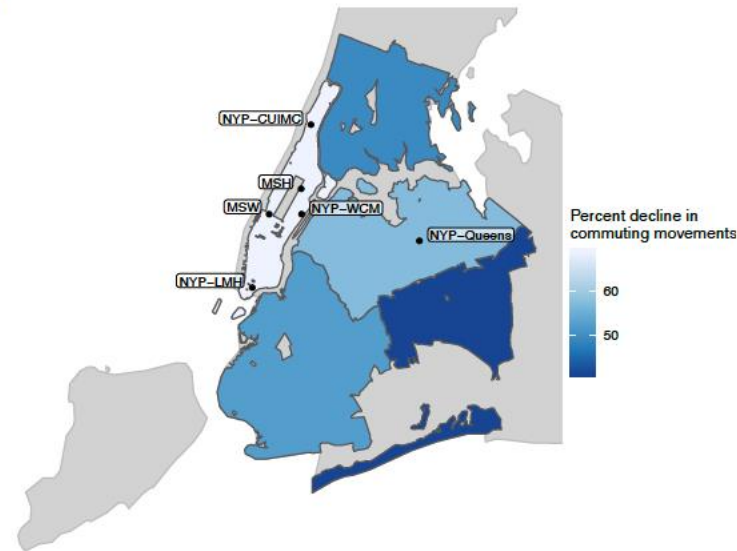 NYP-CUIMC
MSH
MSW
NYP-WCM
NYP-Queens
NYP-LMH
Percent decline in
commuting movements
60
50